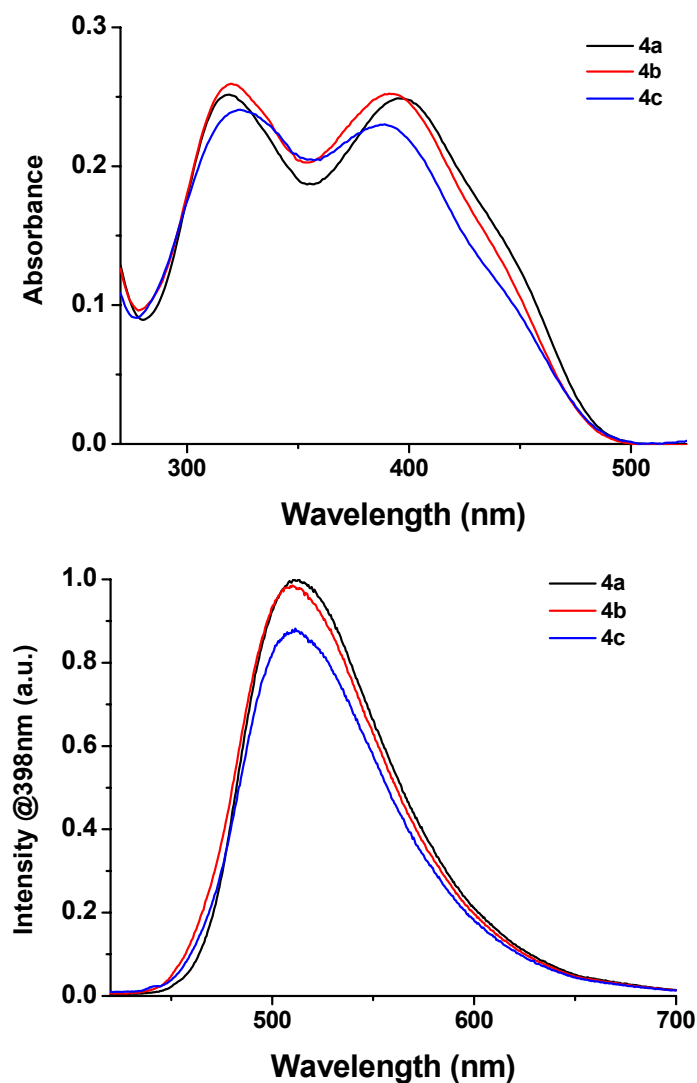 0.3
4a
4b
4c
0.2
Absorbance
0.1
0.0
300
400
500
Wavelength (nm)
1.0
4a
4b
4c
0.8
0.6
Intensity @398nm (a.u.)
0.4
0.2
0.0
500
600
700
Wavelength (nm)